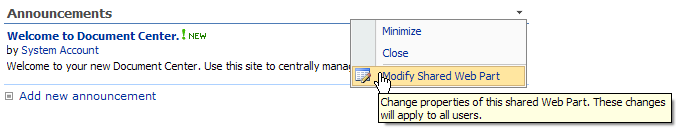 Announcements
Welcome to Document Center. ! NEW
by System Account
Welcome to your new Document Center. Use this site to centrally mana
Add new announcement
Minimize
Close
Modify Shared Web Part
Change properties of this shared Web Part. These changes
will apply to all users.